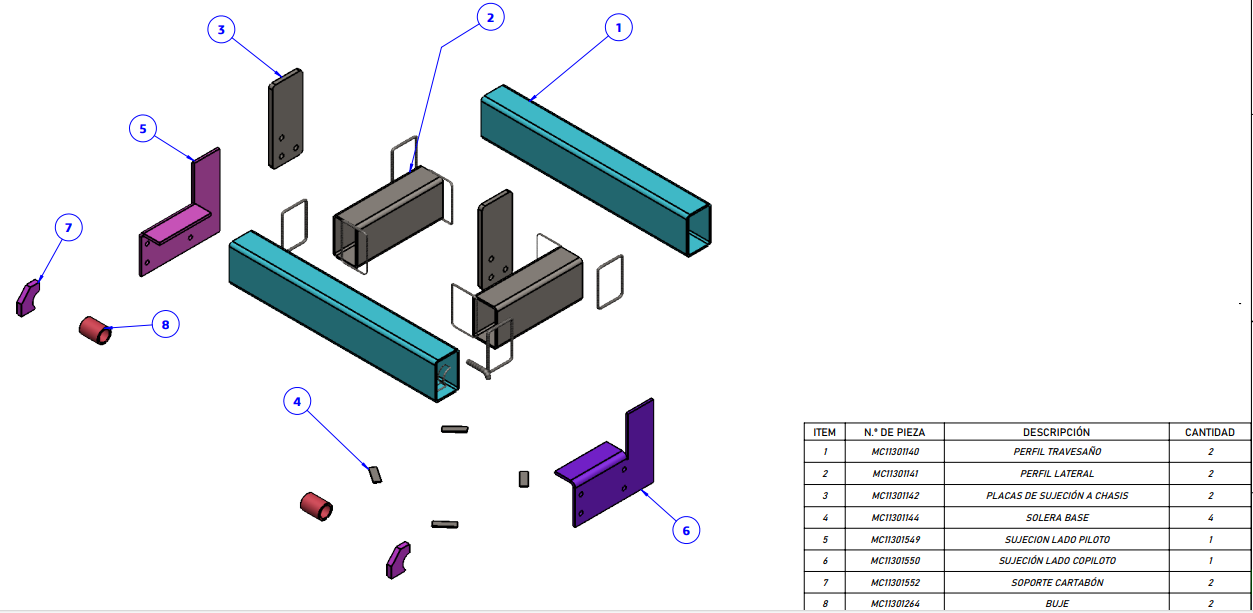 3
2
1
5
7
8
4
6
ITEM N.º DE PIEZA DESCRIPCIÓN CANTIDAD
1 MC11301140 PERFIL TRAVESAÑO 2
2 MC11301141 PERFIL LATERAL 2
3 MC11301142 PLACAS DE SUJECIÓN A CHASIS 2
4 MC11301144 SOLERA BASE 4
5 MC11301549 SUJECION LADO PILOTO 1
6 MC11301550 SUJECIÓN LADO COPILOTO 1
7 MC11301552 SOPORTE CARTABÓN 2
8 MC11301264 BUJE 2